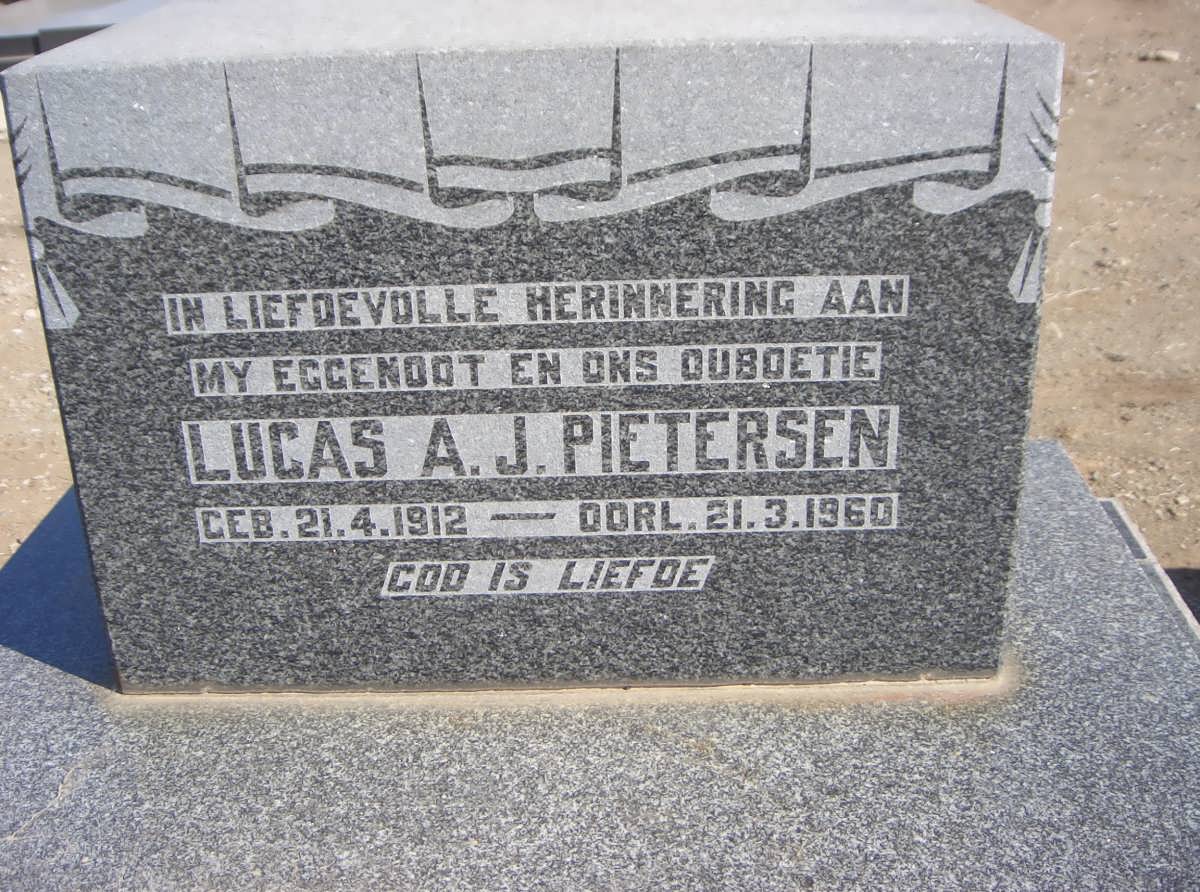 IN LIEFDEVOLLE HERINNERING AAN
MY EGGENOOT EN ONS OUBOETIE
LUCAS A.J. PIETERSEN
GEB. 21.4.1912 — OORL. 21.3.1960
GOD IS LIEFDE